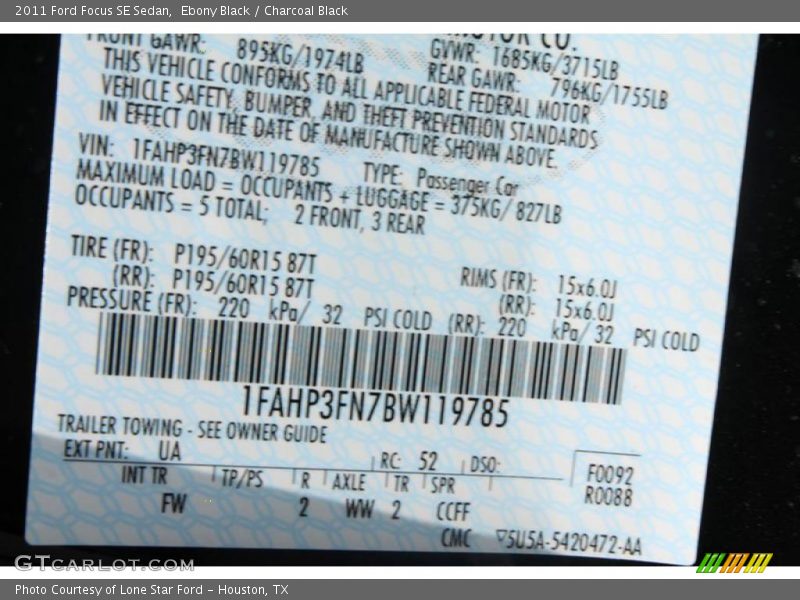 2011 Ford Focus SE Sedan, Ebony Black / Charcoal Black
MOTOR CO.
FRONT GAWR: 895KG/1974LB GVWR: 1685KG/3715LB
REAR GAWR: 796KG/1755LB
THIS VEHICLE CONFORMS TO ALL APPLICABLE FEDERAL MOTOR
VEHICLE SAFETY, BUMPER, AND THEFT PREVENTION STANDARDS
IN EFFECT ON THE DATE OF MANUFACTURE SHOWN ABOVE.
VIN: 1FAHP3FN7BW119785 TYPE: Passenger Car
MAXIMUM LOAD = OCCUPANTS + LUGGAGE = 375KG/ 827LB
OCCUPANTS = 5 TOTAL; 2 FRONT, 3 REAR
TIRE (FR): P195/60R15 87T RIMS (FR): 15x6.0J
(RR): P195/60R15 87T (RR): 15x6.0J
PRESSURE (FR): 220 kPa/ 32 PSI COLD (RR): 220 kPa/ 32 PSI COLD
1FAHP3FN7BW119785
TRAILER TOWING - SEE OWNER GUIDE
EXT PNT: UA RC: 52 DSO: F0092
R0088
INT TR TP/PS R AXLE TR SPR
FW 2 WW 2 CCFF
CMC ▽5U5A-5420472-AA
GTCARLOT.COM
Photo Courtesy of Lone Star Ford - Houston, TX